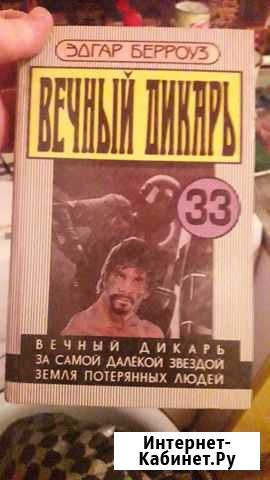 ЭДГАР БЕРРОУЗ
ВЕЧНЫЙ ДИКАРЬ
33
ВЕЧНЫЙ ДИКАРЬ
ЗА САМОЙ ДАЛЕКОЙ ЗВЕЗДОЙ
ЗЕМЛЯ ПОТЕРЯННЫХ ЛЮДЕЙ
Интернет-
Кабинет.Ру